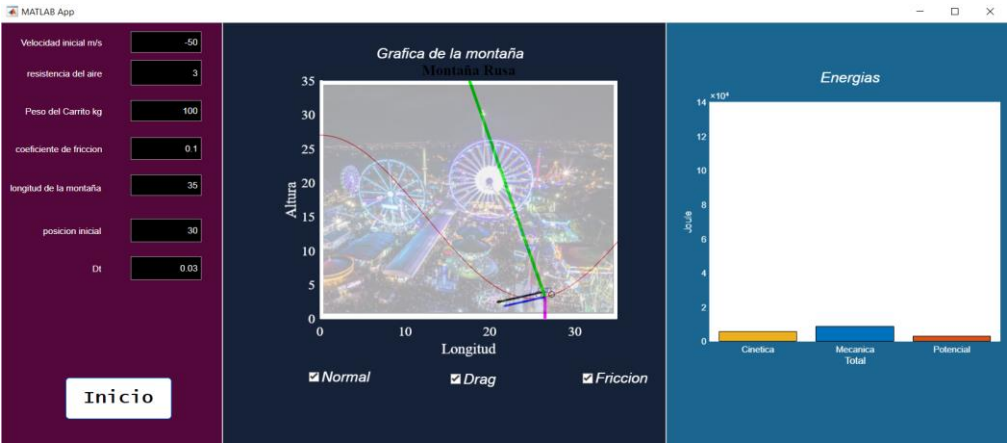 MATLAB App
Velocidad inicial m/s
-50
resistencia del aire
3
Peso del Carrito kg
100
coeficiente de friccion
0.1
longitud de la montaña
35
posicion inicial
30
Dt
0.03
Inicio
Grafica de la montaña
Montaña Rusa
35
30
25
20
15
10
5
0
Altura
0
10
20
30
Longitud
Normal
Drag
Friccion
Energias
×10⁴
14
12
10
8
6
4
2
0
Joule
Cinetica
Mecanica
Potencial
Total